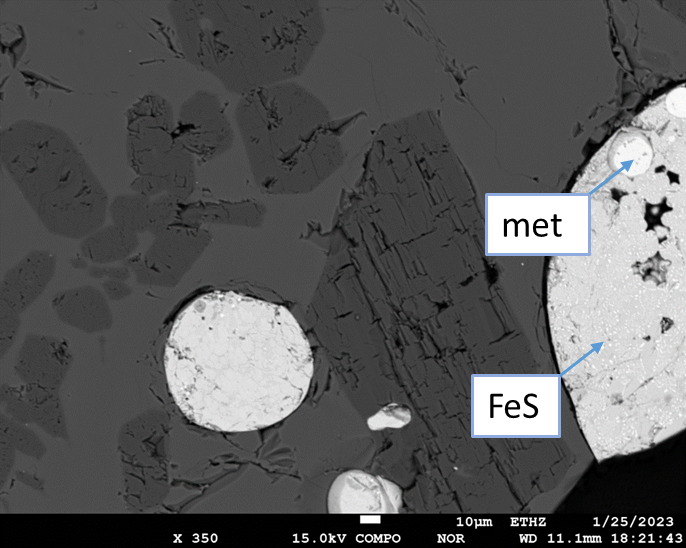 met
FeS
10μm ETHZ 1/25/2023
X 350 15.0kV COMPO NOR WD 11.1mm 18:21:43